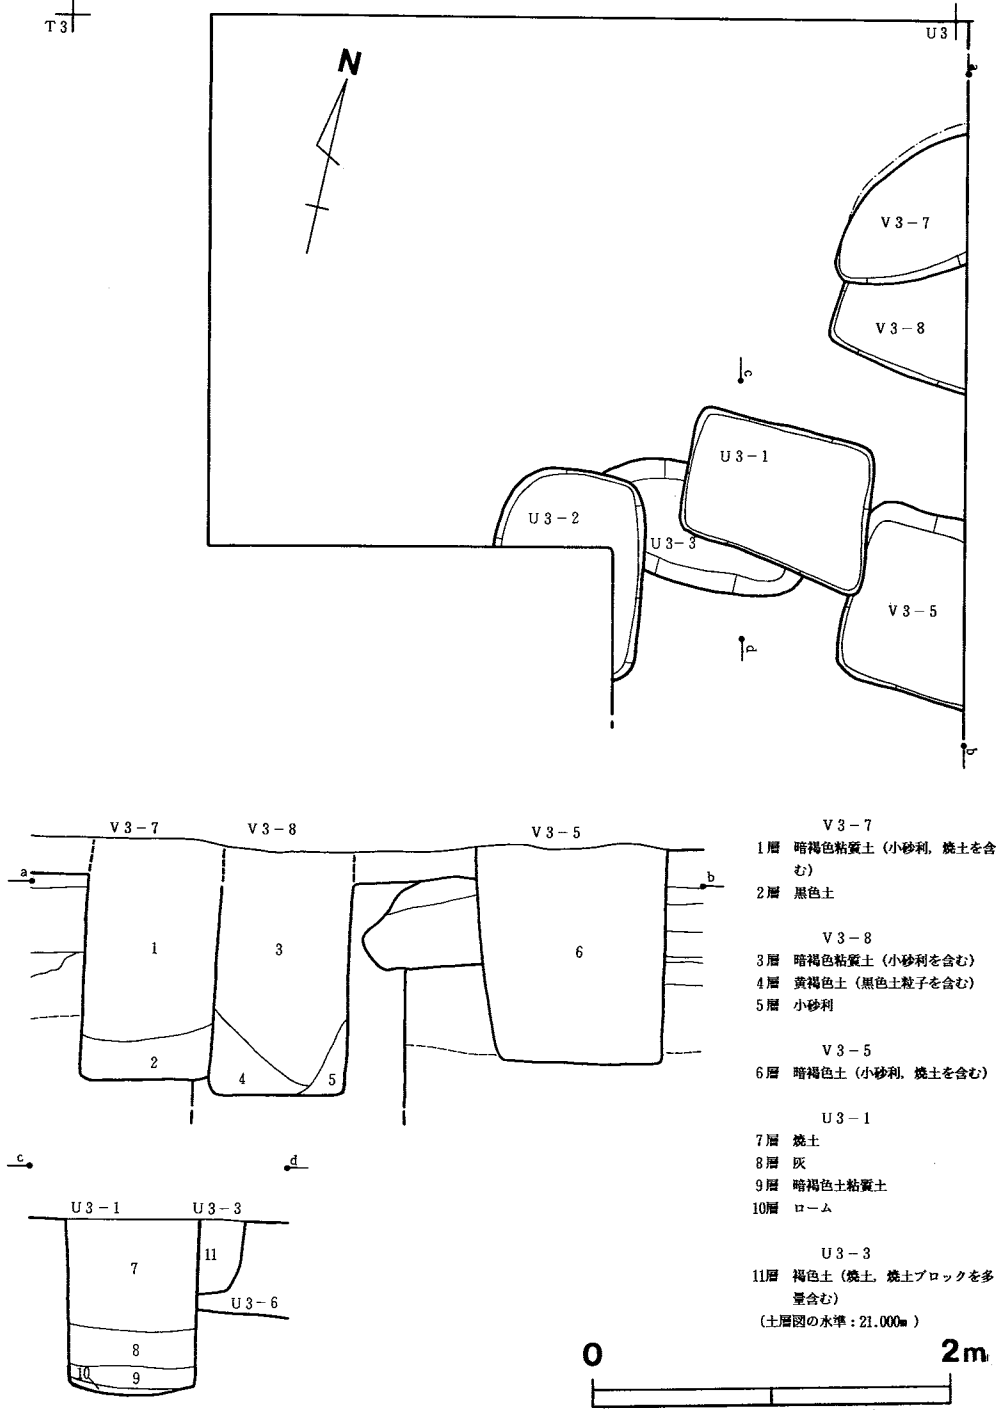 T3
U3
N
a
V3-7
V3-8
c
U3-1
U3-2
U3-3
V3-5
d
b
V3-7
V3-8
V3-5
a
b
1
3
6
2
4
5
c
d
U3-1
U3-3
7
11
U3-6
8
10
9
V3-7
1層 暗褐色粘質土（小砂利，焼土を含
む）
2層 黒色土
V3-8
3層 暗褐色粘質土（小砂利を含む）
4層 黄褐色土（黒色土粒子を含む）
5層 小砂利
V3-5
6層 暗褐色土（小砂利，焼土を含む）
U3-1
7層 焼土
8層 灰
9層 暗褐色土粘質土
10層 ローム
U3-3
11層 褐色土（焼土，焼土ブロックを多
量含む）
（土層図の水準：21.000m）
0 2m